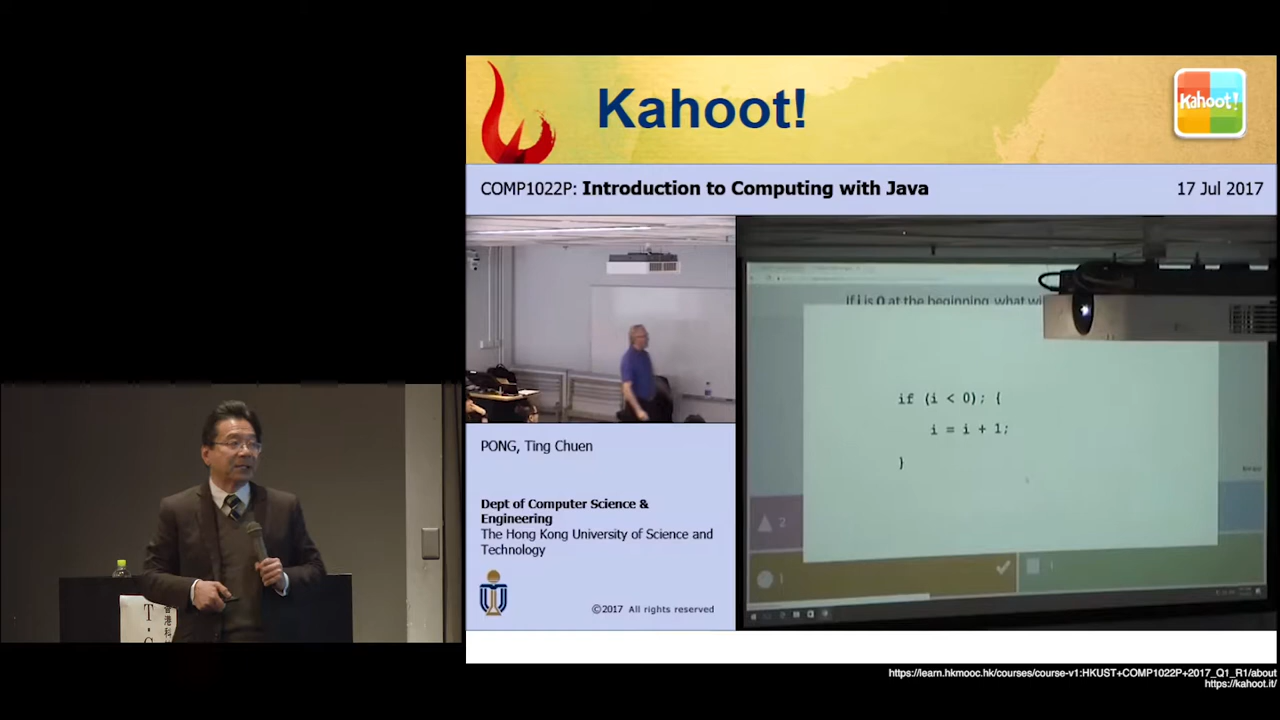 Kahoot!
Kahoot!
COMP1022P: Introduction to Computing with Java
17 Jul 2017
If i is 0 at the beginning, what wi
if (i < 0); {
i = i + 1;
}
2
1
PONG, Ting Chuen
Dept of Computer Science &
Engineering
The Hong Kong University of Science and
Technology
©2017 All rights reserved
T
https://learn.hkmooc.hk/courses/course-v1:HKUST+COMP1022P+2017_Q1_R1/about
https://kahoot.it/